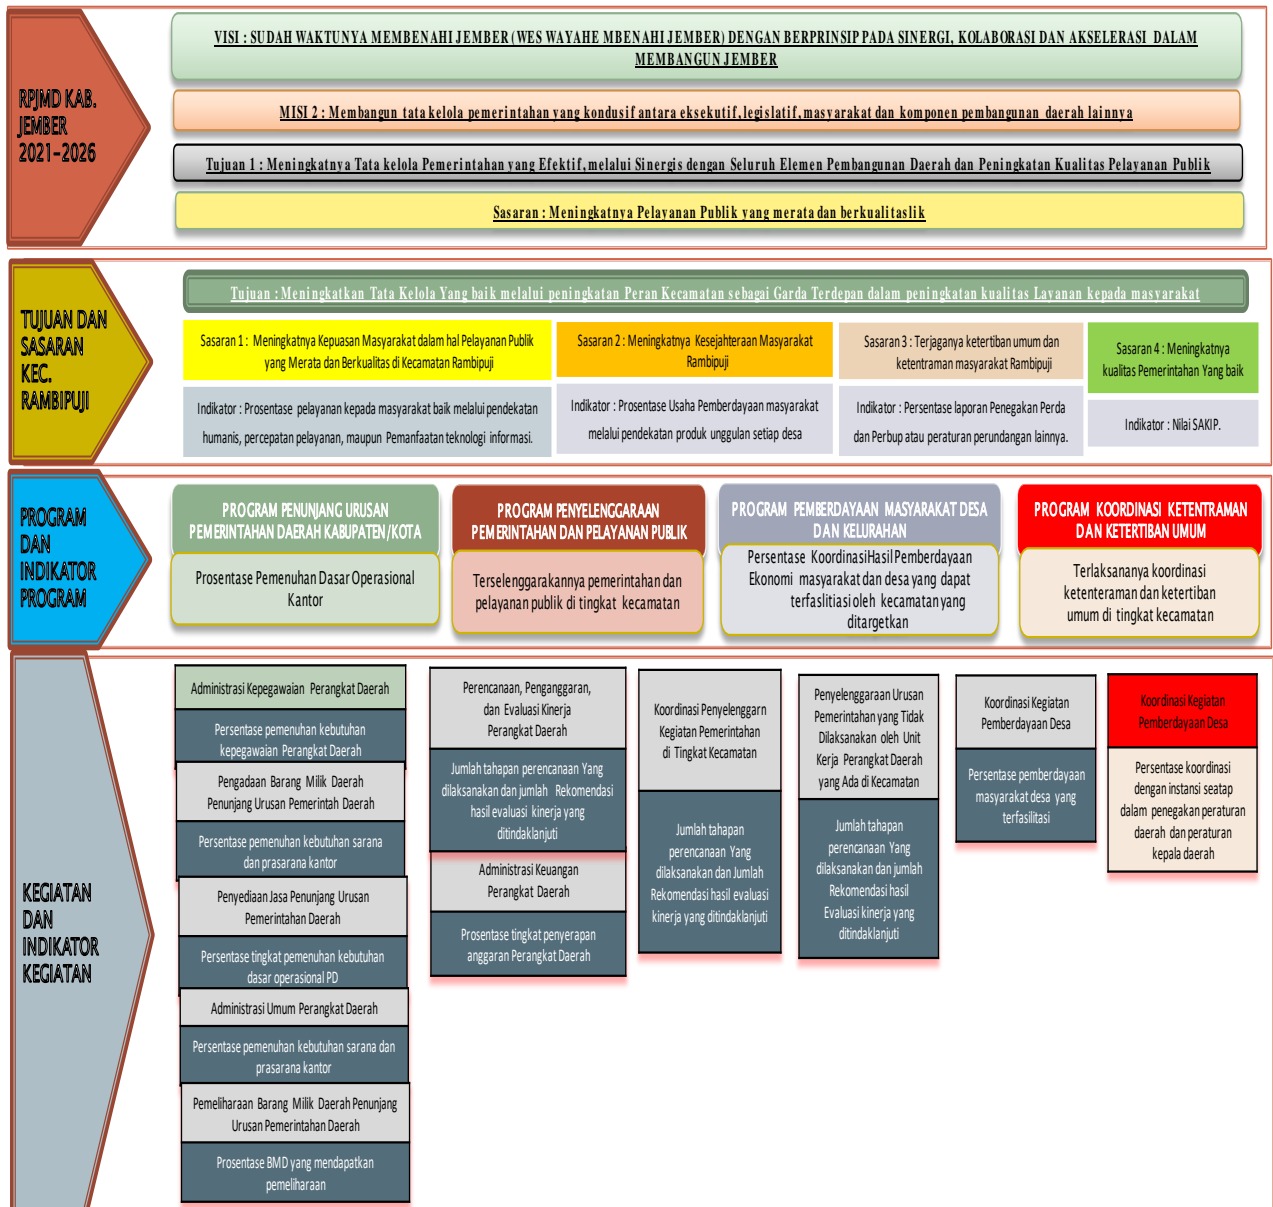 RPJMD KAB.
JEMBER
2021-2026
VISI : SUDAH WAKTUNYA MEMBENAHI JEMBER (WES WAYAHE MBENAHI JEMBER) DENGAN BERPRINSIP PADA SINERGI, KOLABORASI DAN AKSELERASI DALAM
MEMBANGUN JEMBER
MISI 2 : Membangun tata kelola pemerintahan yang kondusif antara eksekutif, legislatif, masyarakat dan komponen pembangunan daerah lainnya
Tujuan 1 : Meningkatnya Tata kelola Pemerintahan yang Efektif, melalui Sinergis dengan Seluruh Elemen Pembangunan Daerah dan Peningkatan Kualitas Pelayanan Publik
Sasaran : Meningkatnya Pelayanan Publik yang merata dan berkualitaslik
TUJUAN DAN
SASARAN
KEC.
RAMBIPUJI
Tujuan : Meningkatkan Tata Kelola Yang baik melalui peningkatan Peran Kecamatan sebagai Garda Terdepan dalam peningkatan kualitas Layanan kepada masyarakat
Sasaran 1 : Meningkatnya Kepuasan Masyarakat dalam hal Pelayanan Publik
yang Merata dan Berkualitas di Kecamatan Rambipuji
Indikator : Prosentase pelayanan kepada masyarakat baik melalui pendekatan
humanis, percepatan pelayanan, maupun Pemanfaatan teknologi informasi.
Sasaran 2 : Meningkatnya Kesejahteraan Masyarakat
Rambipuji
Indikator : Prosentase Usaha Pemberdayaan masyarakat
melalui pendekatan produk unggulan setiap desa
Sasaran 3 : Terjaganya ketertiban umum dan
ketentraman masyarakat Rambipuji
Indikator : Persentase laporan Penegakan Perda
dan Perbup atau peraturan perundangan lainnya.
Sasaran 4 : Meningkatnya
kualitas Pemerintahan Yang baik
Indikator : Nilai SAKIP.
PROGRAM
DAN
INDIKATOR
PROGRAM
PROGRAM PENUNJANG URUSAN
PEMERINTAHAN DAERAH KABUPATEN/KOTA
Prosentase Pemenuhan Dasar Operasional
Kantor
PROGRAM PENYELENGGARAAN
PEMERINTAHAN DAN PELAYANAN PUBLIK
Terselenggarakannya pemerintahan dan
pelayanan publik di tingkat kecamatan
PROGRAM PEMBERDAYAAN MASYARAKAT DESA
DAN KELURAHAN
Persentase KoordinasiHasil Pemberdayaan
Ekonomi masyarakat dan desa yang dapat
terfaslitiasi oleh kecamatan yang
ditargetkan
PROGRAM KOORDINASI KETENTRAMAN
DAN KETERTIBAN UMUM
Terlaksananya koordinasi
ketenteraman dan ketertiban
umum di tingkat kecamatan
KEGIATAN
DAN
INDIKATOR
KEGIATAN
Administrasi Kepegawaian Perangkat Daerah
Persentase pemenuhan kebutuhan
kepegawaian Perangkat Daerah
Pengadaan Barang Milik Daerah
Penunjang Urusan Pemerintah Daerah
Persentase pemenuhan kebutuhan sarana
dan prasarana kantor
Penyediaan Jasa Penunjang Urusan
Pemerintahan Daerah
Persentase tingkat pemenuhan kebutuhan
dasar operasional PD
Administrasi Umum Perangkat Daerah
Persentase pemenuhan kebutuhan sarana dan
prasarana kantor
Pemeliharaan Barang Milik Daerah Penunjang
Urusan Pemerintahan Daerah
Prosentase BMD yang mendapatkan
pemeliharaan
Perencanaan, Penganggaran,
dan Evaluasi Kinerja
Perangkat Daerah
Jumlah tahapan perencanaan Yang
dilaksanakan dan jumlah Rekomendasi
hasil evaluasi kinerja yang
ditindaklanjuti
Administrasi Keuangan
Perangkat Daerah
Prosentase tingkat penyerapan
anggaran Perangkat Daerah
Koordinasi Penyelenggarn
Kegiatan Pemerintahan
di Tingkat Kecamatan
Jumlah tahapan
perencanaan Yang
dilaksanakan dan Jumlah
Rekomendasi hasil evaluasi
kinerja yang ditindaklanjuti
Penyelenggaraan Urusan
Pemerintahan yang Tidak
Dilaksanakan oleh Unit
Kerja Perangkat Daerah
yang Ada di Kecamatan
Jumlah tahapan
perencanaan Yang
dilaksanakan dan jumlah
Rekomendasi hasil
Evaluasi kinerja yang
ditindaklanjuti
Koordinasi Kegiatan
Pemberdayaan Desa
Persentase pemberdayaan
masyarakat desa yang
terfasilitasi
Koordinasi Kegiatan
Pemberdayaan Desa
Persentase koordinasi
dengan instansi seatap
dalam penegakan peraturan
daerah dan peraturan
kepala daerah